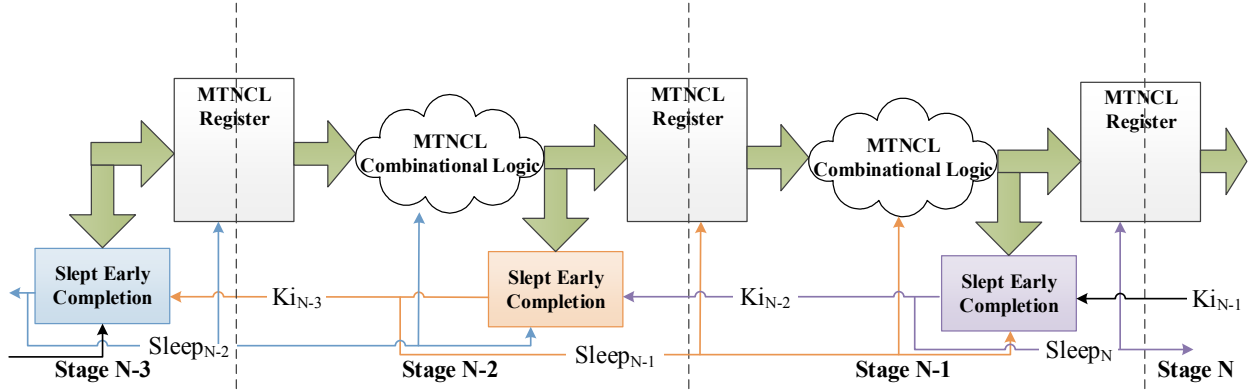 MTNCL
Register
MTNCL
Combinational Logic
MTNCL
Register
MTNCL
Combinational Logic
MTNCL
Register
Slept Early
Completion
Ki_{N-3}
Slept Early
Completion
Ki_{N-2}
Slept Early
Completion
Ki_{N-1}
Sleep_{N-2}
Sleep_{N-1}
Sleep_N
Stage N-3
Stage N-2
Stage N-1
Stage N